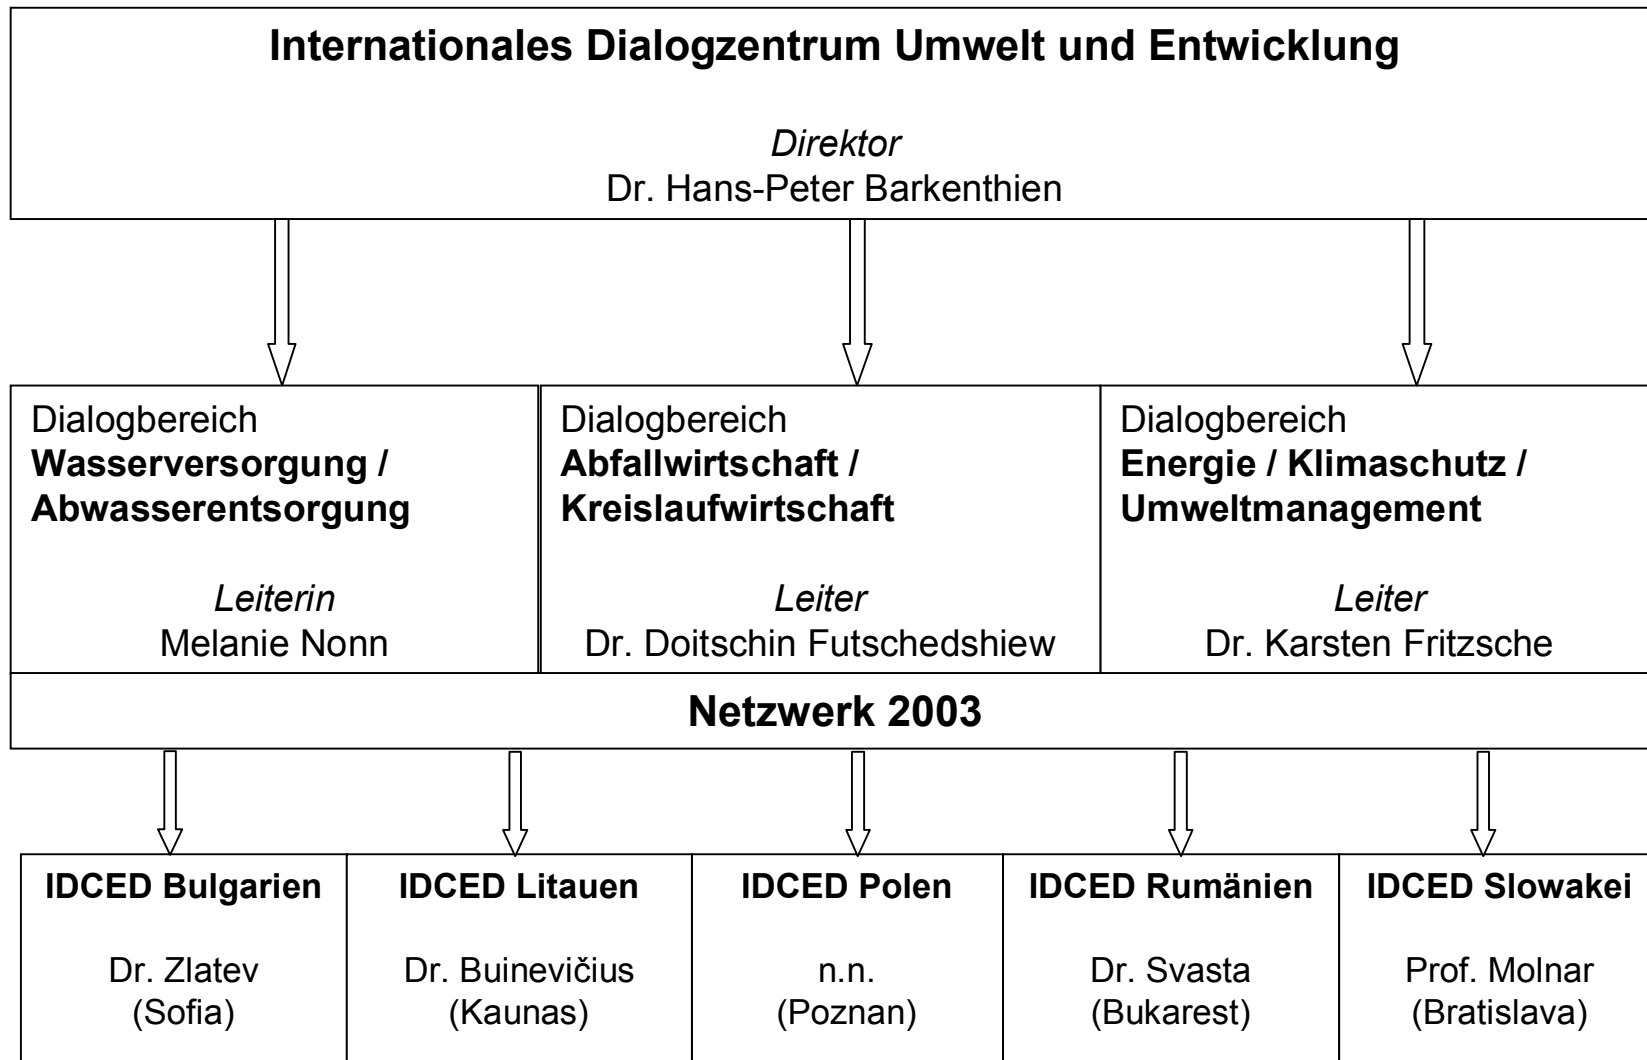 Internationales Dialogzentrum Umwelt und Entwicklung
Direktor
Dr. Hans-Peter Barkenthien
Dialogbereich
Wasserversorgung /
Abwasserentsorgung
Leiterin
Melanie Nonn
Dialogbereich
Abfallwirtschaft /
Kreislaufwirtschaft
Leiter
Dr. Doitschin Futschedshiew
Dialogbereich
Energie / Klimaschutz /
Umweltmanagement
Leiter
Dr. Karsten Fritzsche
Netzwerk 2003
IDCED Bulgarien
Dr. Zlatev
(Sofia)
IDCED Litauen
Dr. Buinevičius
(Kaunas)
IDCED Polen
n.n.
(Poznan)
IDCED Rumänien
Dr. Svasta
(Bukarest)
IDCED Slowakei
Prof. Molnar
(Bratislava)